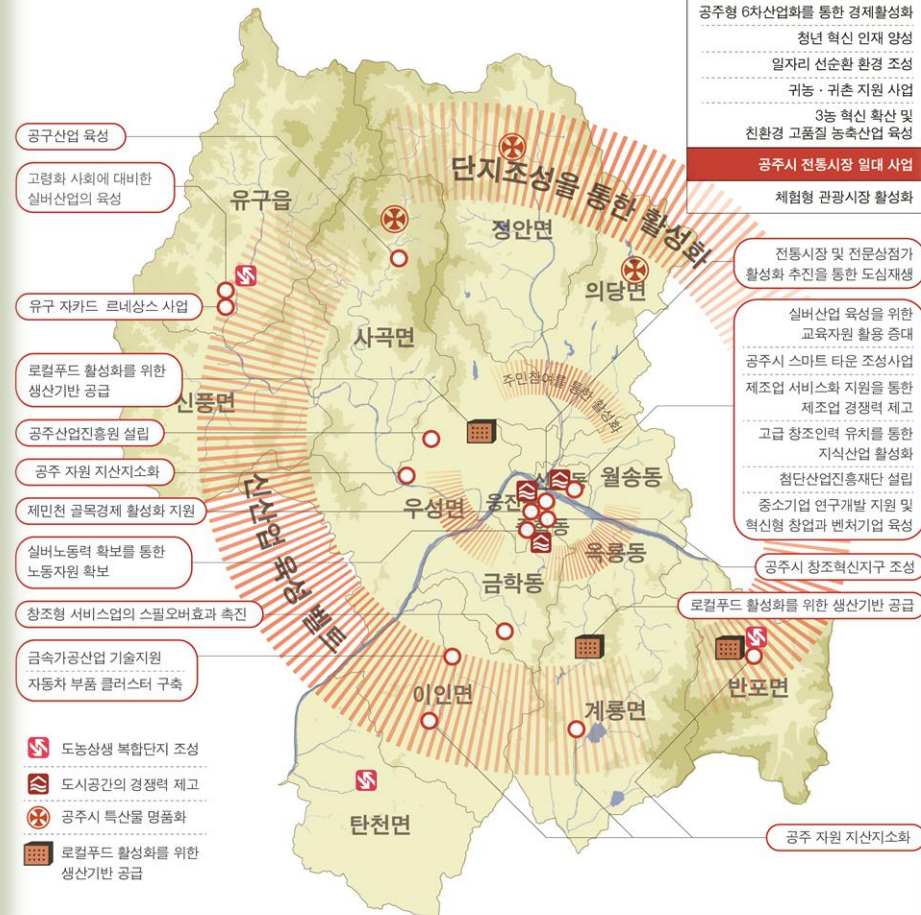 공주형 6차산업화를 통한 경제활성화
청년 혁신 인재 양성
일자리 선순환 환경 조성
귀농 · 귀촌 지원 사업
3농 혁신 확산 및
친환경 고품질 농축산업 육성
공주시 전통시장 일대 사업
체험형 관광시장 활성화
전통시장 및 전문상점가
활성화 추진을 통한 도심재생
실버산업 육성을 위한
교육자원 활용 증대
공주시 스마트 타운 조성사업
제조업 서비스화 지원을 통한
제조업 경쟁력 제고
고급 창조인력 유치를 통한
지식산업 활성화
첨단산업진흥재단 설립
중소기업 연구개발 지원 및
혁신형 창업과 벤처기업 육성
공주시 창조혁신지구 조성
로컬푸드 활성화를 위한 생산기반 공급
공주 자원 지산지소화
공구산업 육성
고령화 사회에 대비한
실버산업의 육성
유구 자카드 르네상스 사업
로컬푸드 활성화를 위한
생산기반 공급
공주산업진흥원 설립
공주 자원 지산지소화
제민천 골목경제 활성화 지원
실버노동력 확보를 통한
노동자원 확보
창조형 서비스업의 스필오버효과 촉진
금속가공산업 기술지원
자동차 부품 클러스터 구축
단지조성을 통한 활성화
주민참여를 통한 활성화
신산업 육성 벨트
유구읍
정안면
의당면
사곡면
신풍면
우성면
월송동
웅진
옥룡동
금학동
이인면
계룡면
반포면
탄천면
도농상생 복합단지 조성
도시공간의 경쟁력 제고
공주시 특산물 명품화
로컬푸드 활성화를 위한
생산기반 공급